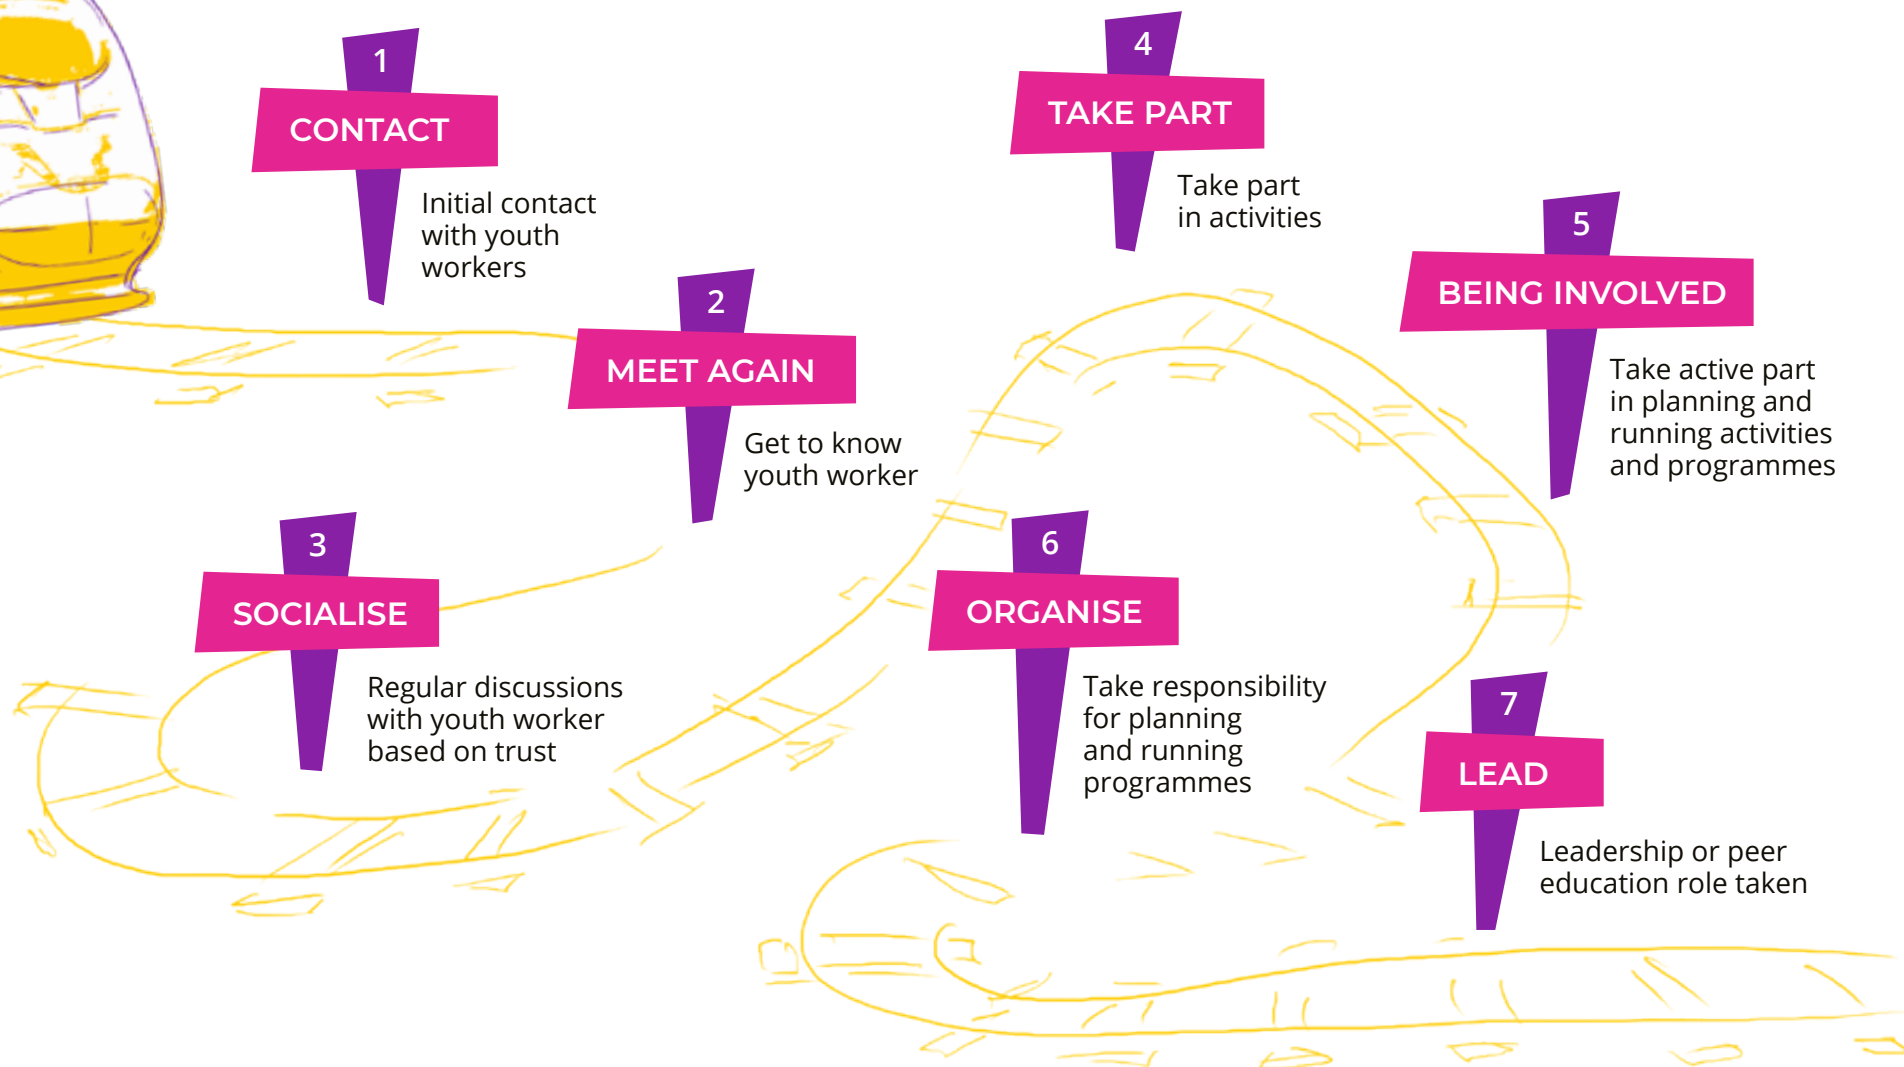 1
CONTACT
Initial contact
with youth
workers
2
MEET AGAIN
Get to know
youth worker
3
SOCIALISE
Regular discussions
with youth worker
based on trust
4
TAKE PART
Take part
in activities
5
BEING INVOLVED
Take active part
in planning and
running activities
and programmes
6
ORGANISE
Take responsibility
for planning
and running
programmes
7
LEAD
Leadership or peer
education role taken